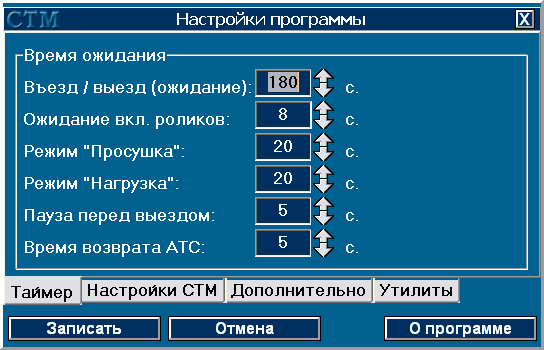 СТМ Настройки программы X
Время ожидания
Въезд / выезд (ожидание): 180 с.
Ожидание вкл. роликов: 8 с.
Режим "Просушка": 20 с.
Режим "Нагрузка": 20 с.
Пауза перед выездом: 5 с.
Время возврата АТС: 5 с.
Таймер Настройки СТМ Дополнительно Утилиты
Записать Отмена О программе